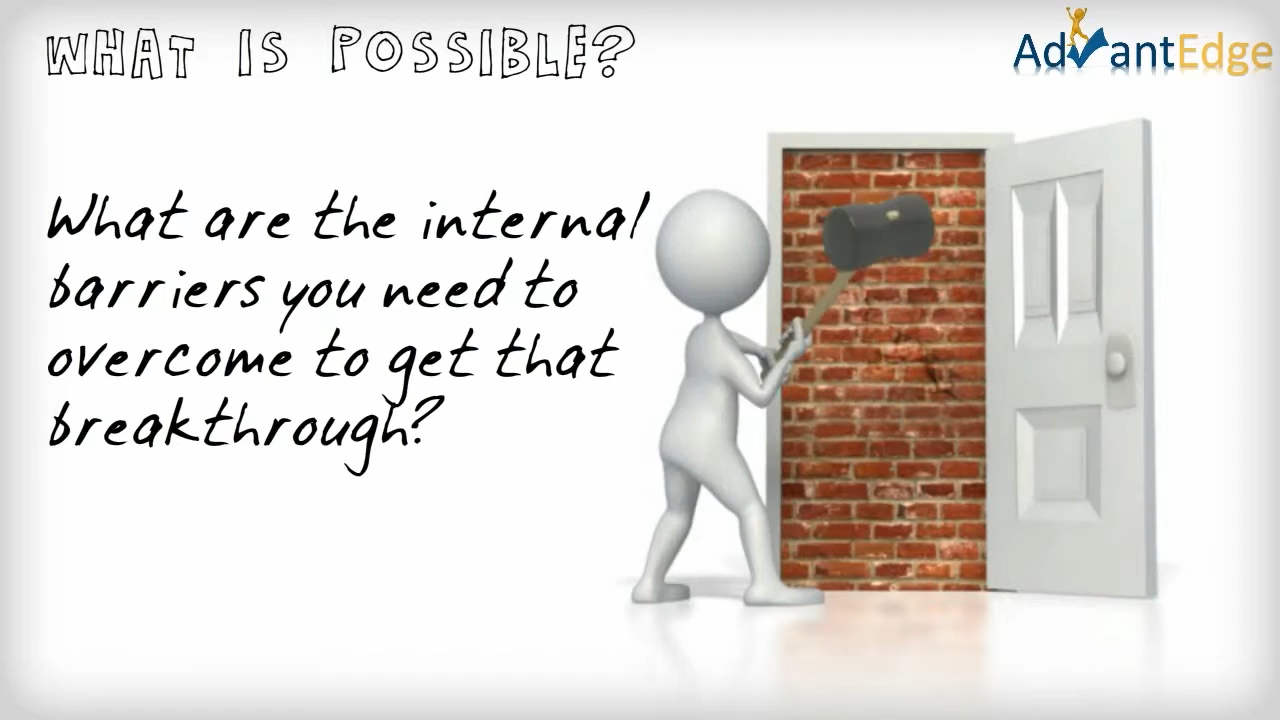 WHAT IS POSSIBLE?
AdvantEdge
What are the internal
barriers you need to
overcome to get that
breakthrough?